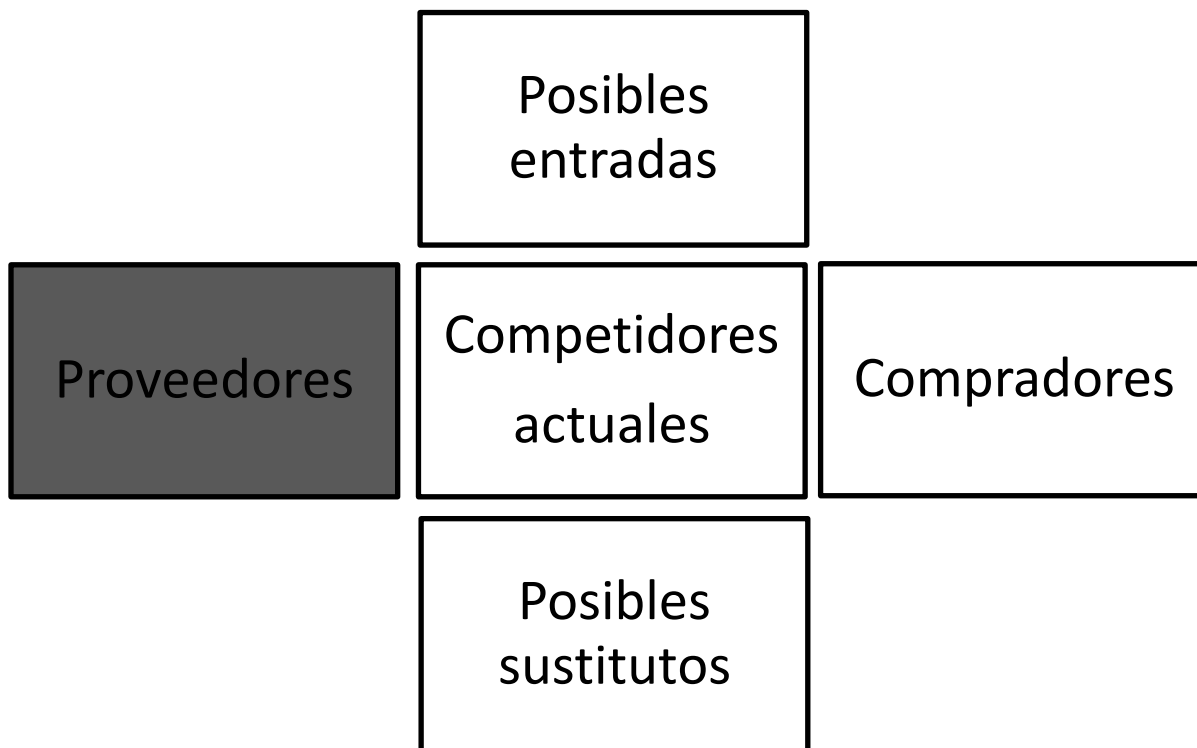 Posibles
entradas
Proveedores
Competidores
actuales
Compradores
Posibles
sustitutos